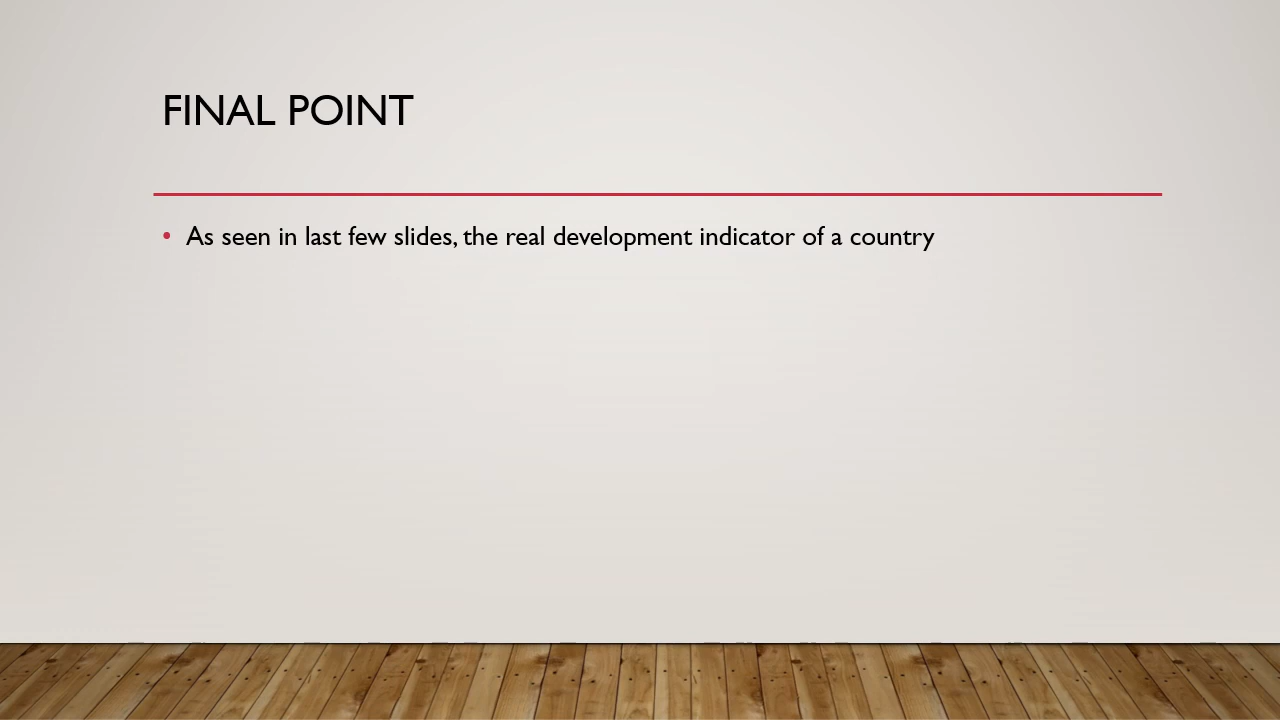 FINAL POINT
• As seen in last few slides, the real development indicator of a country